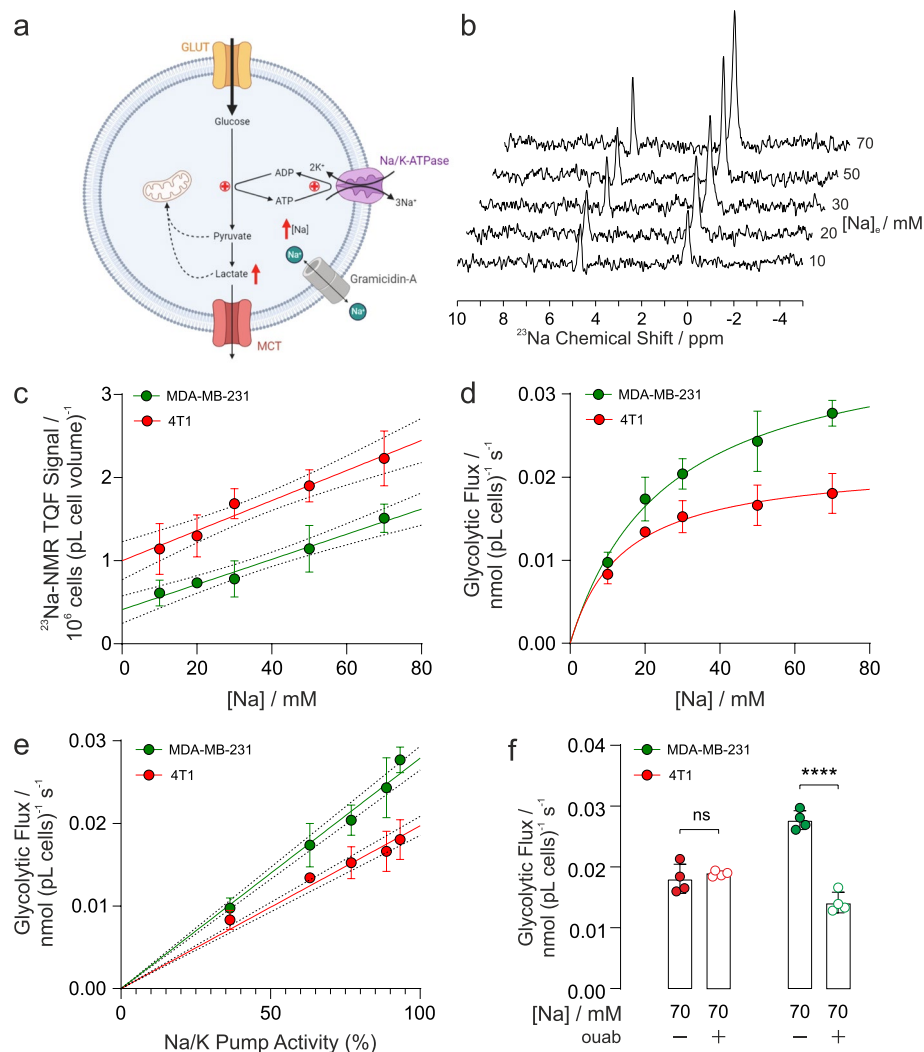 a
GLUT
Glucose
ADP
2K⁺
Na/K-ATPase
ATP
3Na⁺
[Na]
Pyruvate
Na⁺
Gramicidin-A
Lactate
Na⁺
MCT
b
70
50
30
[Na]e / mM
20
10
10 8 6 4 2 0 -2 -4
²³Na Chemical Shift / ppm
c
MDA-MB-231
4T1
²³Na-NMR TQF Signal /
10⁶ cells (pL cell volume)⁻¹
3
2
1
0
0 20 40 60 80
[Na] / mM
d
MDA-MB-231
4T1
Glycolytic Flux /
nmol (pL cells)⁻¹ s⁻¹
0.03
0.02
0.01
0.00
0 20 40 60 80
[Na] / mM
e
MDA-MB-231
4T1
Glycolytic Flux /
nmol (pL cells)⁻¹ s⁻¹
0.03
0.02
0.01
0.00
0 50 100
Na/K Pump Activity (%)
f
MDA-MB-231
4T1
Glycolytic Flux /
nmol (pL cells)⁻¹ s⁻¹
0.04
0.03
0.02
0.01
0.00
ns
****
[Na] / mM 70 70 70 70
ouab − + − +